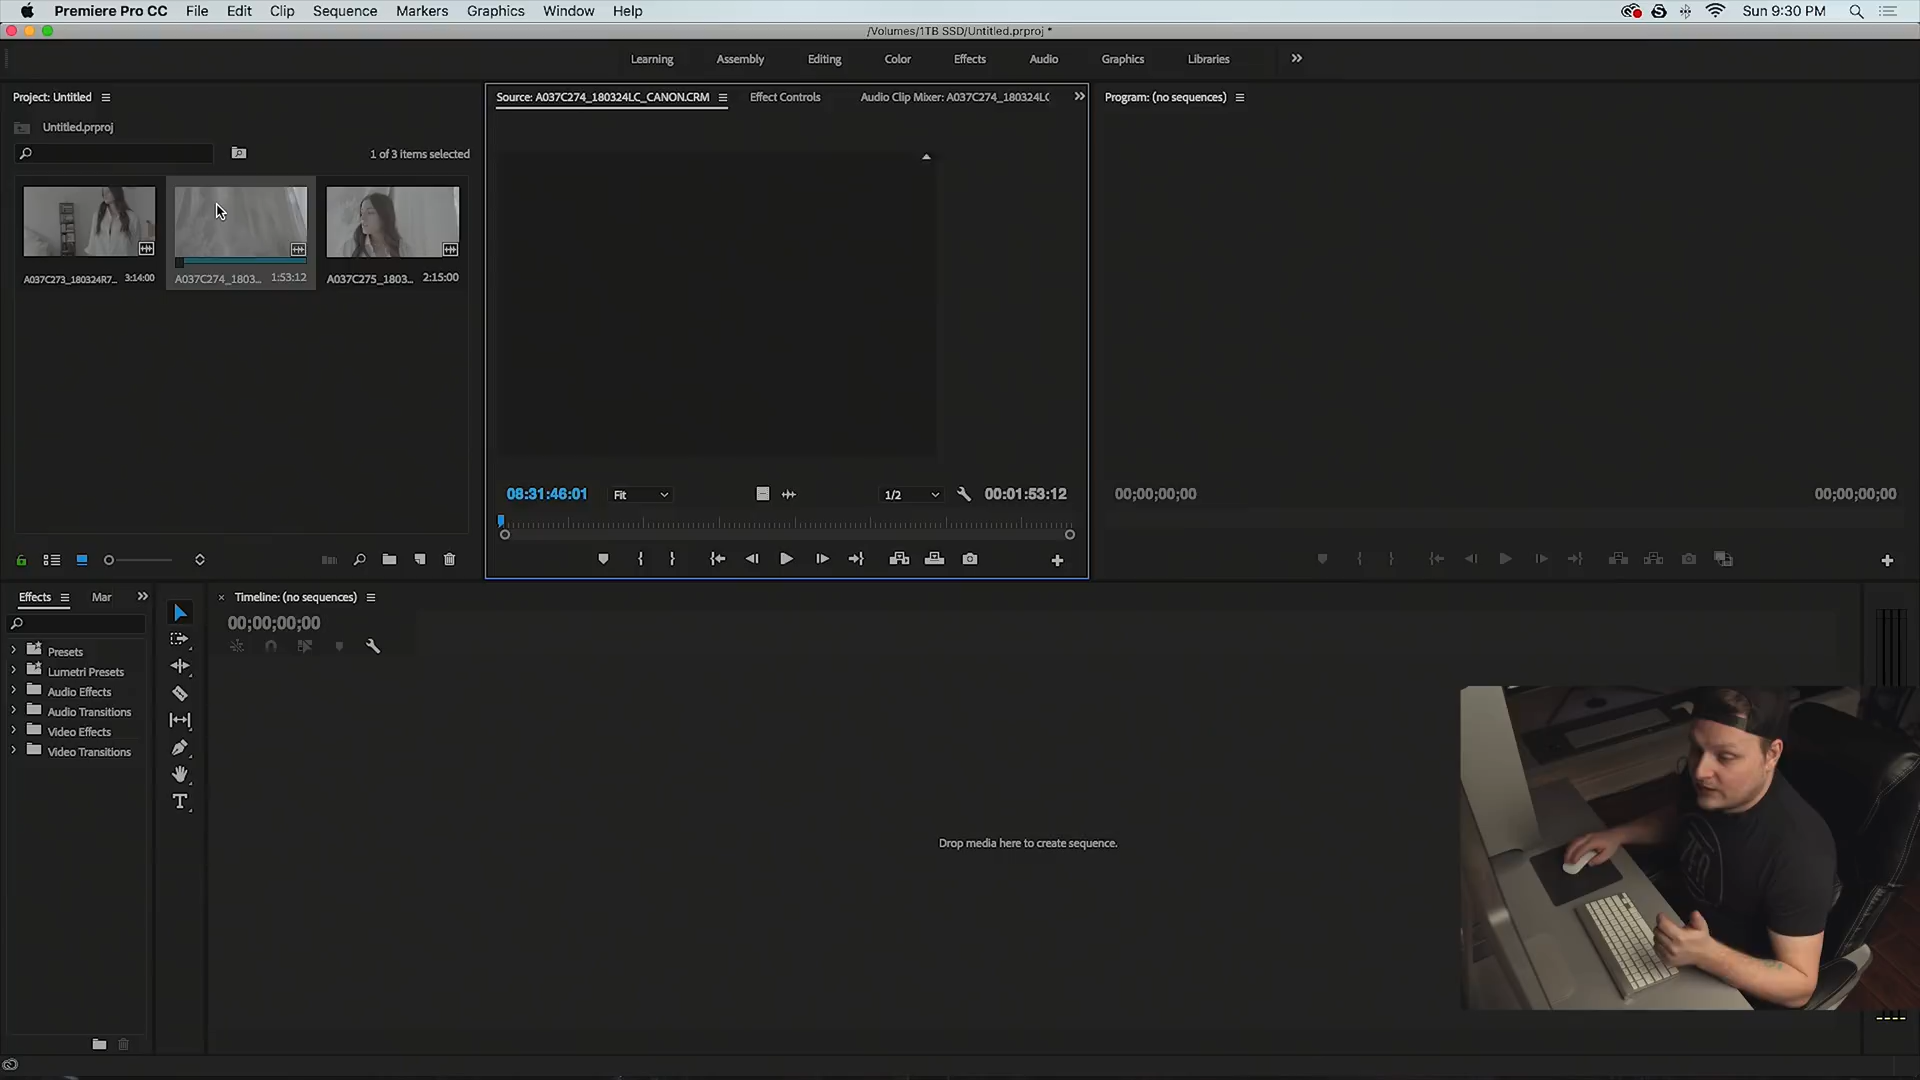 Premiere Pro CC File Edit Clip Sequence Markers Graphics Window Help Sun 9:30 PM
/Volumes/1TB SSD/Untitled.prproj *
Learning Assembly Editing Color Effects Audio Graphics Libraries
Project: Untitled
Source: A037C274_180324LC_CANON.CRM Effect Controls Audio Clip Mixer: A037C274_180324LC
Program: (no sequences)
Untitled.prproj
1 of 3 items selected
A037C273_180324R7... 3:14:00
A037C274_1803... 1:53:12
A037C275_1803... 2:15:00
08:31:46:01 Fit 1/2 00:01:53:12
00;00;00;00 00;00;00;00
Effects Mar
Timeline: (no sequences)
00;00;00;00
Presets
Lumetri Presets
Audio Effects
Audio Transitions
Video Effects
Video Transitions
Drop media here to create sequence.